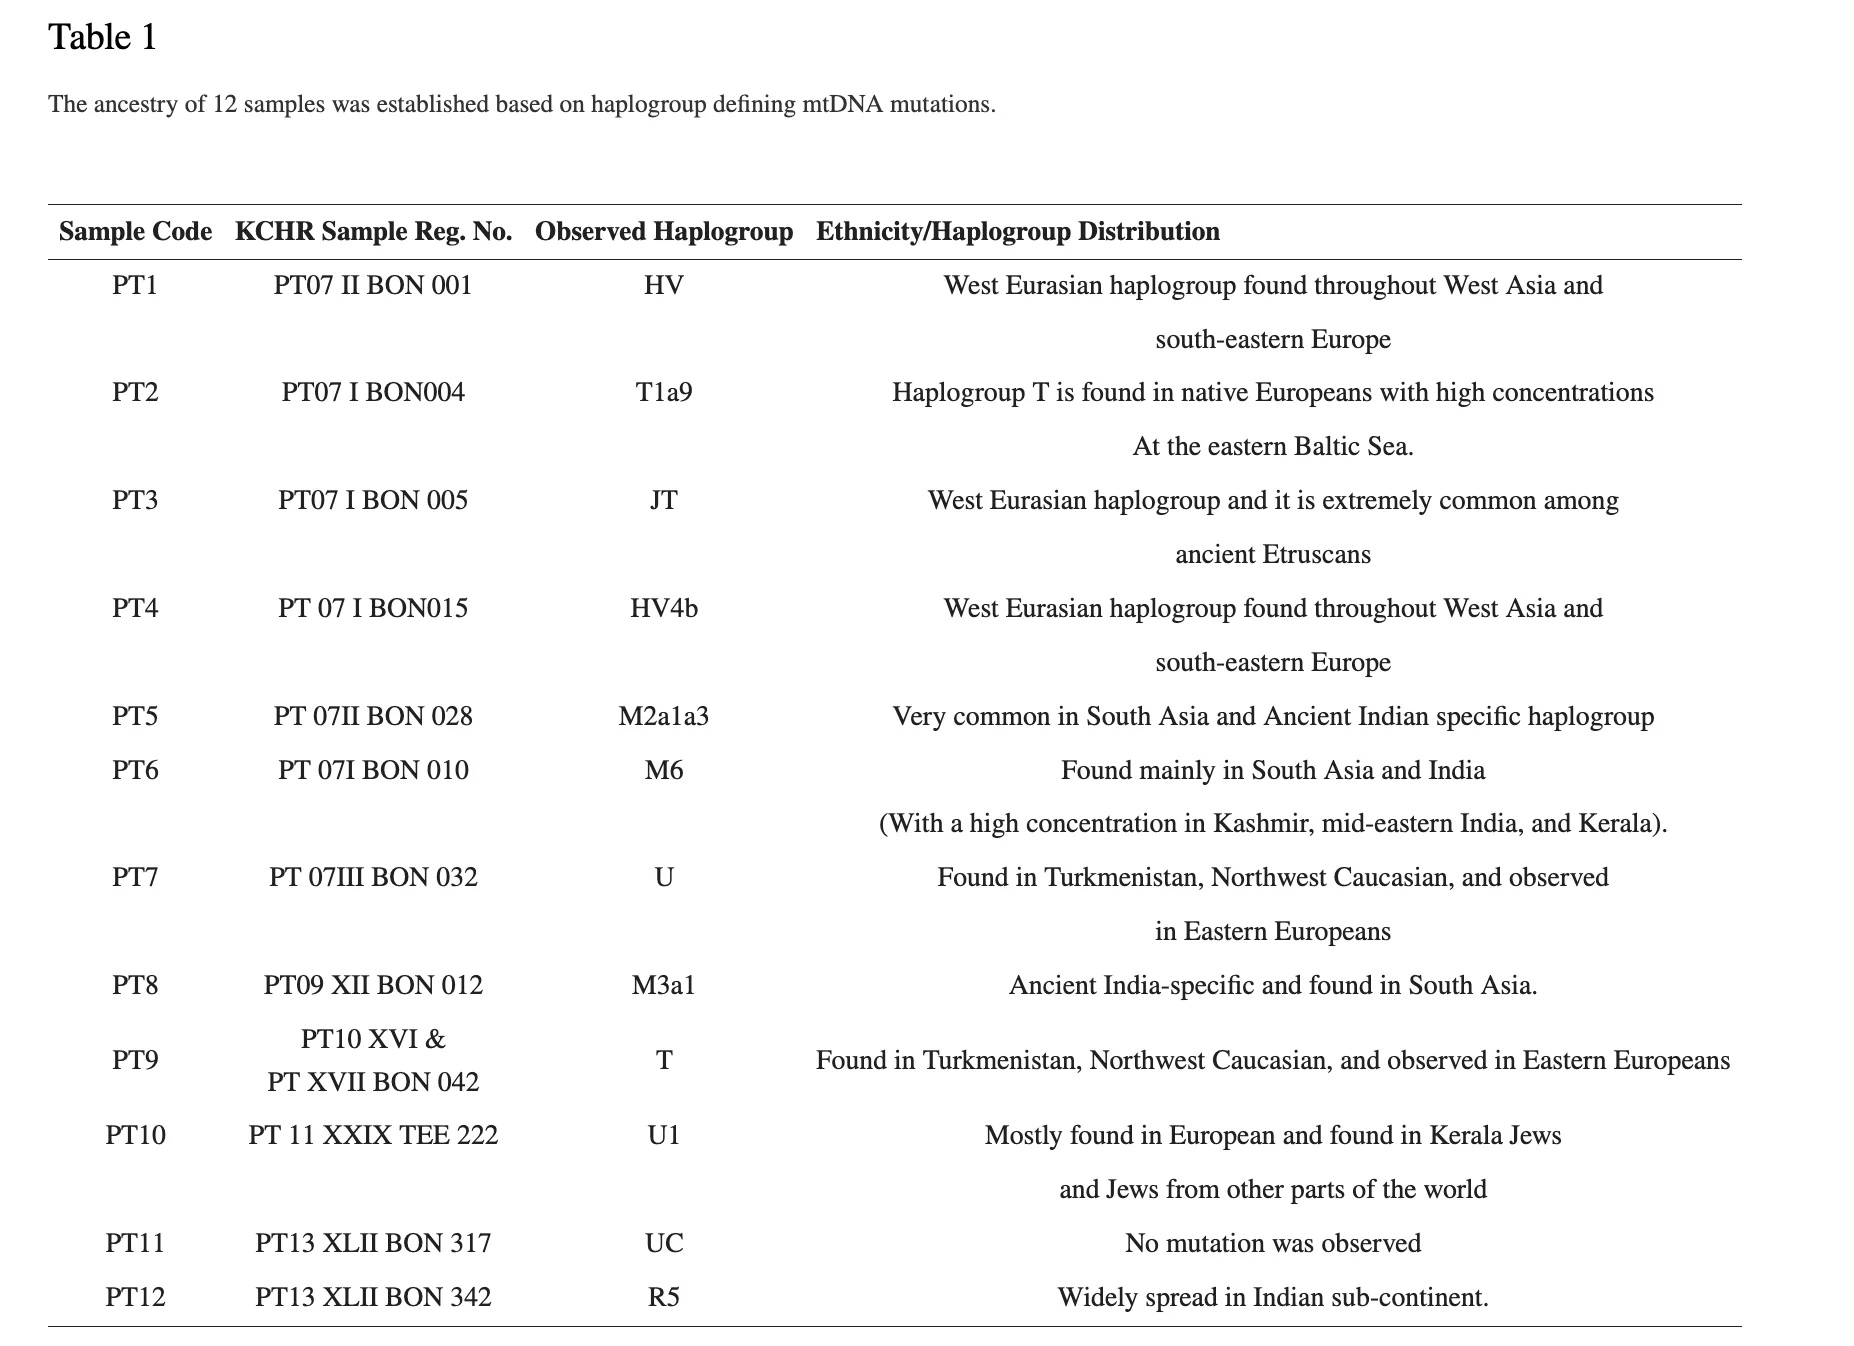 Table 1
The ancestry of 12 samples was established based on haplogroup defining mtDNA mutations.
Sample Code KCHR Sample Reg. No. Observed Haplogroup Ethnicity/Haplogroup Distribution
PT1 PT07 II BON 001 HV West Eurasian haplogroup found throughout West Asia and
south-eastern Europe
PT2 PT07 I BON004 T1a9 Haplogroup T is found in native Europeans with high concentrations
At the eastern Baltic Sea.
PT3 PT07 I BON 005 JT West Eurasian haplogroup and it is extremely common among
ancient Etruscans
PT4 PT 07 I BON015 HV4b West Eurasian haplogroup found throughout West Asia and
south-eastern Europe
PT5 PT 07II BON 028 M2a1a3 Very common in South Asia and Ancient Indian specific haplogroup
PT6 PT 07I BON 010 M6 Found mainly in South Asia and India
(With a high concentration in Kashmir, mid-eastern India, and Kerala).
PT7 PT 07III BON 032 U Found in Turkmenistan, Northwest Caucasian, and observed
in Eastern Europeans
PT8 PT09 XII BON 012 M3a1 Ancient India-specific and found in South Asia.
PT10 XVI &
PT9 T Found in Turkmenistan, Northwest Caucasian, and observed in Eastern Europeans
PT XVII BON 042
PT10 PT 11 XXIX TEE 222 U1 Mostly found in European and found in Kerala Jews
and Jews from other parts of the world
PT11 PT13 XLII BON 317 UC No mutation was observed
PT12 PT13 XLII BON 342 R5 Widely spread in Indian sub-continent.